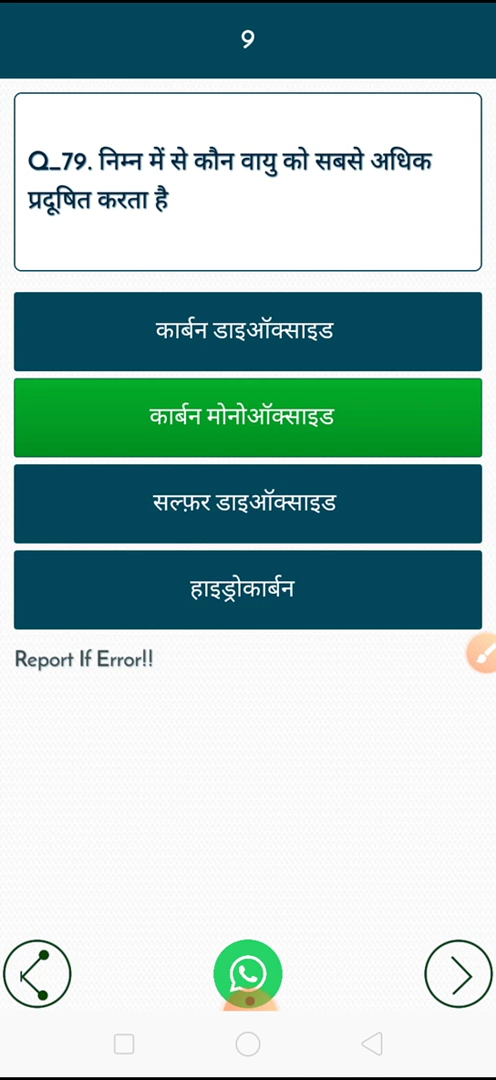 9
Q_79. निम्न में से कौन वायु को सबसे अधिक
प्रदूषित करता है
कार्बन डाइऑक्साइड
कार्बन मोनोऑक्साइड
सल्फ़र डाइऑक्साइड
हाइड्रोकार्बन
Report If Error!!